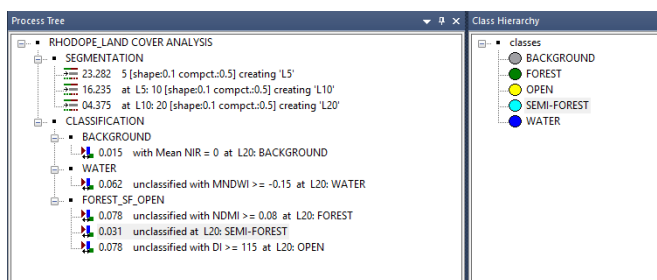 Process Tree
RHODOPE_LAND COVER ANALYSIS
SEGMENTATION
23.282 5 [shape:0.1 compct.:0.5] creating 'L5'
16.235 at L5: 10 [shape:0.1 compct.:0.5] creating 'L10'
04.375 at L10: 20 [shape:0.1 compct.:0.5] creating 'L20'
CLASSIFICATION
BACKGROUND
0.015 with Mean NIR = 0 at L20: BACKGROUND
WATER
0.062 unclassified with MNDWI >= -0.15 at L20: WATER
FOREST_SF_OPEN
0.078 unclassified with NDMI >= 0.08 at L20: FOREST
0.031 unclassified at L20: SEMI-FOREST
0.078 unclassified with DI >= 115 at L20: OPEN
Class Hierarchy
classes
BACKGROUND
FOREST
OPEN
SEMI-FOREST
WATER